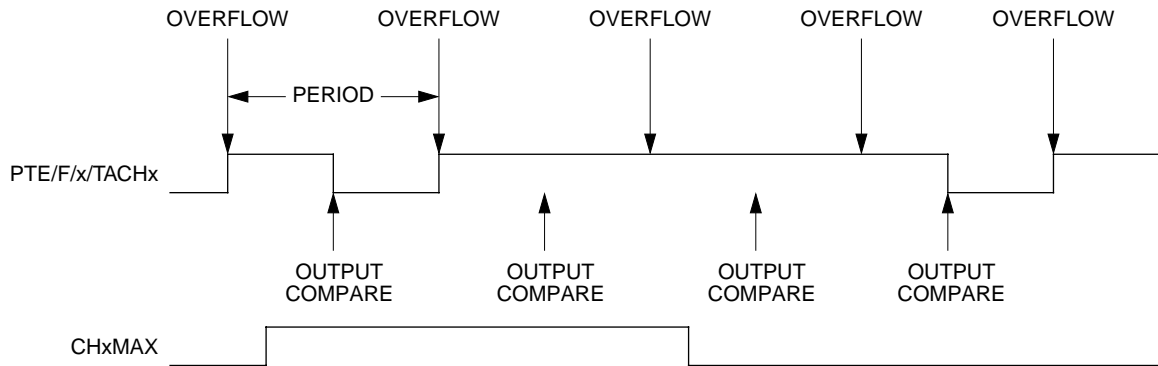 OVERFLOW OVERFLOW OVERFLOW OVERFLOW OVERFLOW
PERIOD
PTE/F/x/TACHx
OUTPUT OUTPUT OUTPUT OUTPUT
COMPARE COMPARE COMPARE COMPARE
CHxMAX